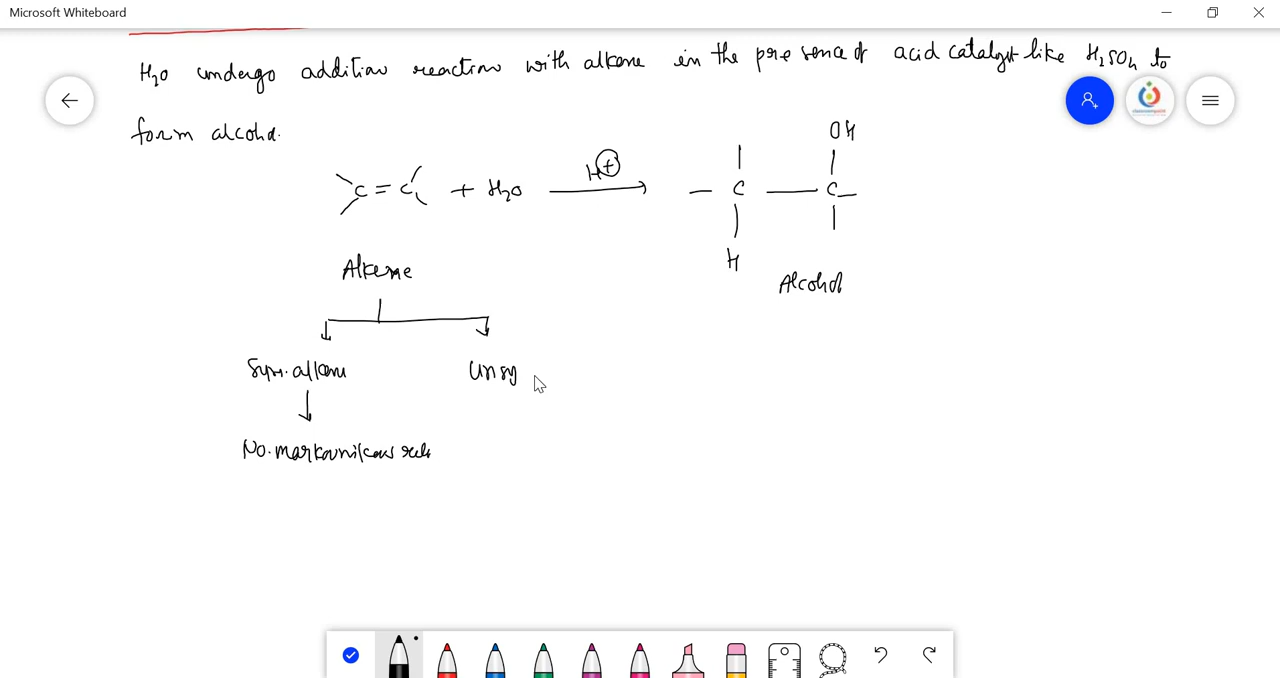 Microsoft Whiteboard
H2O undergo addition reaction with alkene in the presence of acid catalyst like H2SO4 to
form alcohol.
C = C + H2O H+ C C OH H
Alkene
Alcohol
Sym. alkene Unsy
No. markownikows rule